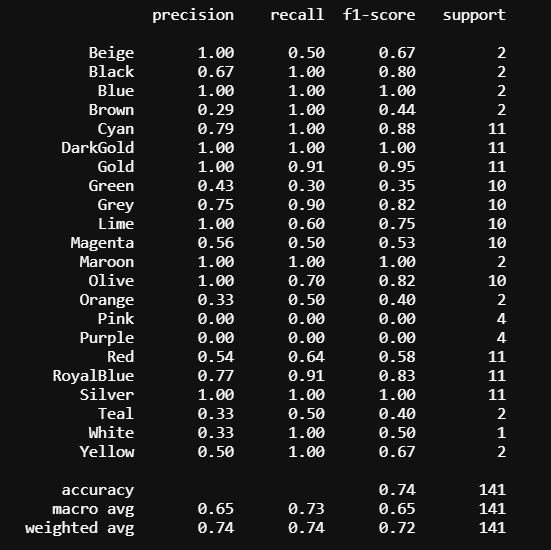 precision recall f1-score support
Beige 1.00 0.50 0.67 2
Black 0.67 1.00 0.80 2
Blue 1.00 1.00 1.00 2
Brown 0.29 1.00 0.44 2
Cyan 0.79 1.00 0.88 11
DarkGold 1.00 1.00 1.00 11
Gold 1.00 0.91 0.95 11
Green 0.43 0.30 0.35 10
Grey 0.75 0.90 0.82 10
Lime 1.00 0.60 0.75 10
Magenta 0.56 0.50 0.53 10
Maroon 1.00 1.00 1.00 2
Olive 1.00 0.70 0.82 10
Orange 0.33 0.50 0.40 2
Pink 0.00 0.00 0.00 4
Purple 0.00 0.00 0.00 4
Red 0.54 0.64 0.58 11
RoyalBlue 0.77 0.91 0.83 11
Silver 1.00 1.00 1.00 11
Teal 0.33 0.50 0.40 2
White 0.33 1.00 0.50 1
Yellow 0.50 1.00 0.67 2
accuracy 0.74 141
macro avg 0.65 0.73 0.65 141
weighted avg 0.74 0.74 0.72 141